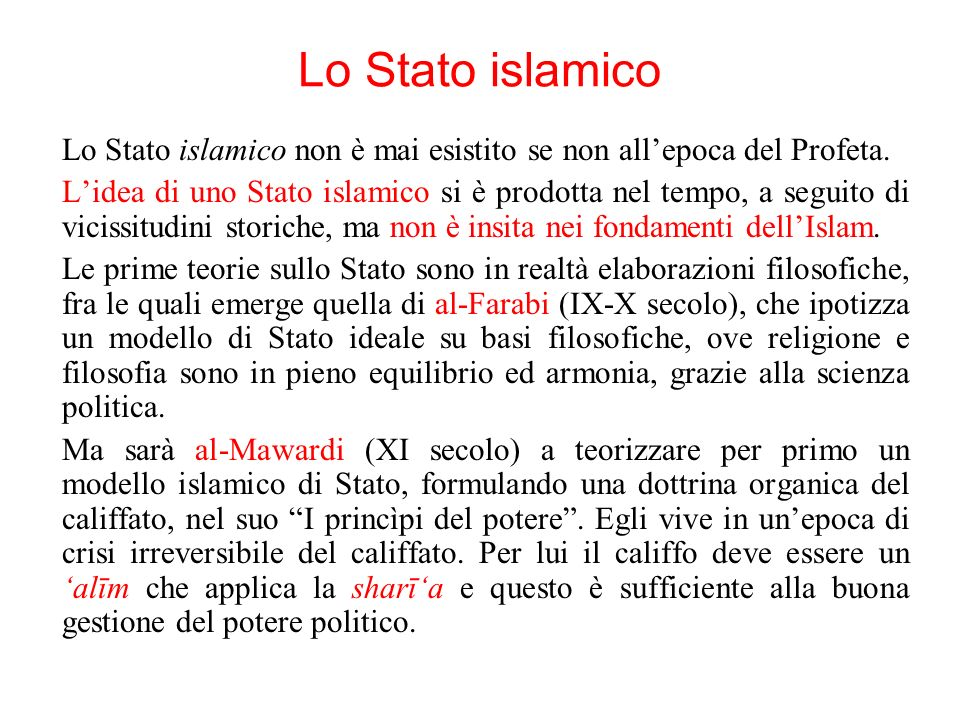 Lo Stato islamico
Lo Stato islamico non è mai esistito se non all’epoca del Profeta.
L’idea di uno Stato islamico si è prodotta nel tempo, a seguito di
vicissitudini storiche, ma non è insita nei fondamenti dell’Islam.
Le prime teorie sullo Stato sono in realtà elaborazioni filosofiche,
fra le quali emerge quella di al-Farabi (IX-X secolo), che ipotizza
un modello di Stato ideale su basi filosofiche, ove religione e
filosofia sono in pieno equilibrio ed armonia, grazie alla scienza
politica.
Ma sarà al-Mawardi (XI secolo) a teorizzare per primo un
modello islamico di Stato, formulando una dottrina organica del
califfato, nel suo “I princìpi del potere”. Egli vive in un’epoca di
crisi irreversibile del califfato. Per lui il califfo deve essere un
‘alīm che applica la sharī‘a e questo è sufficiente alla buona
gestione del potere politico.